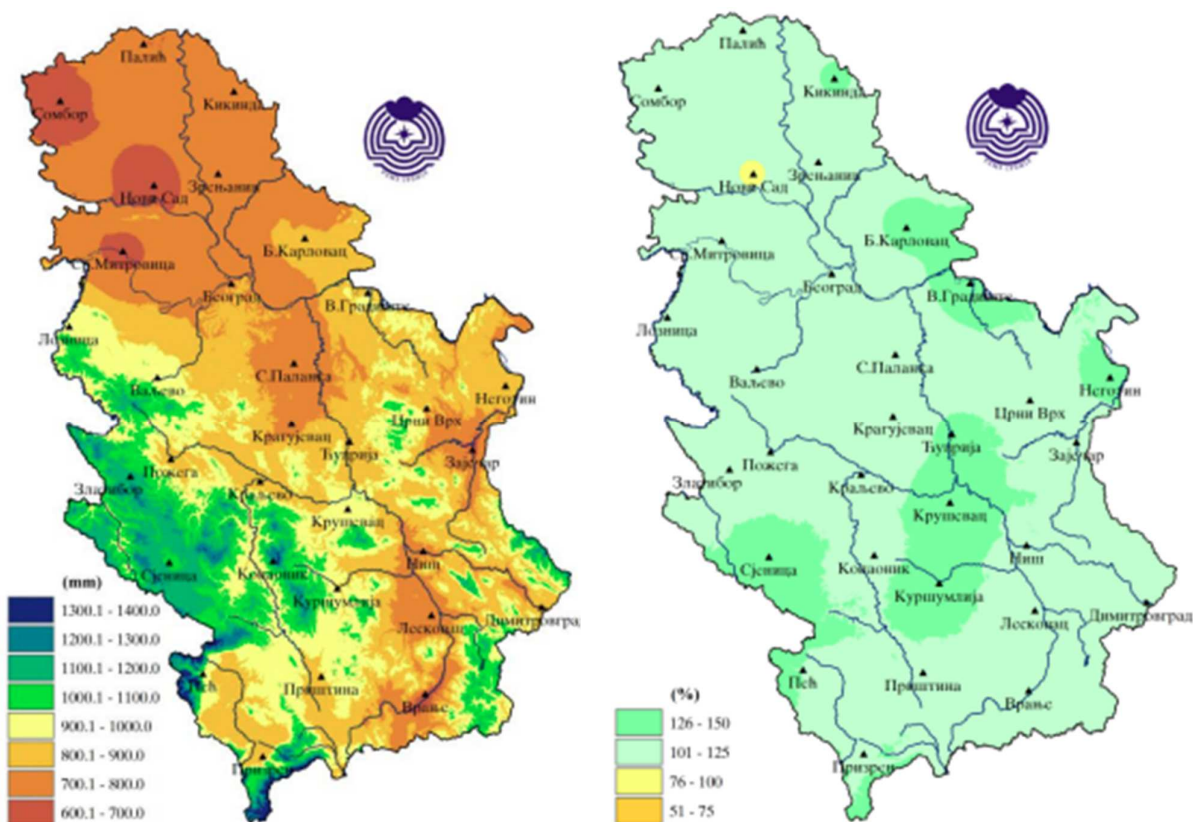 Палић
Сомбор
Кикинда
Нови Сад
Зрењанин
Б.Карловац
Београд
В.Градиште
Лозница
Ваљево
С.Паланка
Неготин
Црни Врх
Крагујевац
Ћуприја
Зајечар
Пожега
Златибор
Краљево
Крушевац
Ниш
Сјеница
Копаоник
Куршумлија
Димитровград
Лесковац
Пећ
Приштина
Врање
Призрен
(mm)
1300.1 - 1400.0
1200.1 - 1300.0
1100.1 - 1200.0
1000.1 - 1100.0
900.1 - 1000.0
800.1 - 900.0
700.1 - 800.0
600.1 - 700.0
Палић
Сомбор
Кикинда
Нови Сад
Зрењанин
Б.Карловац
Митровица
Београд
В.Градиште
Лозница
Ваљево
С.Паланка
Неготин
Црни Врх
Крагујевац
Ћуприја
Зајечар
Пожега
Златибор
Краљево
Крушевац
Ниш
Сјеница
Копаоник
Куршумлија
Димитровград
Лесковац
Пећ
Приштина
Врање
Призрен
(%)
126 - 150
101 - 125
76 - 100
51 - 75